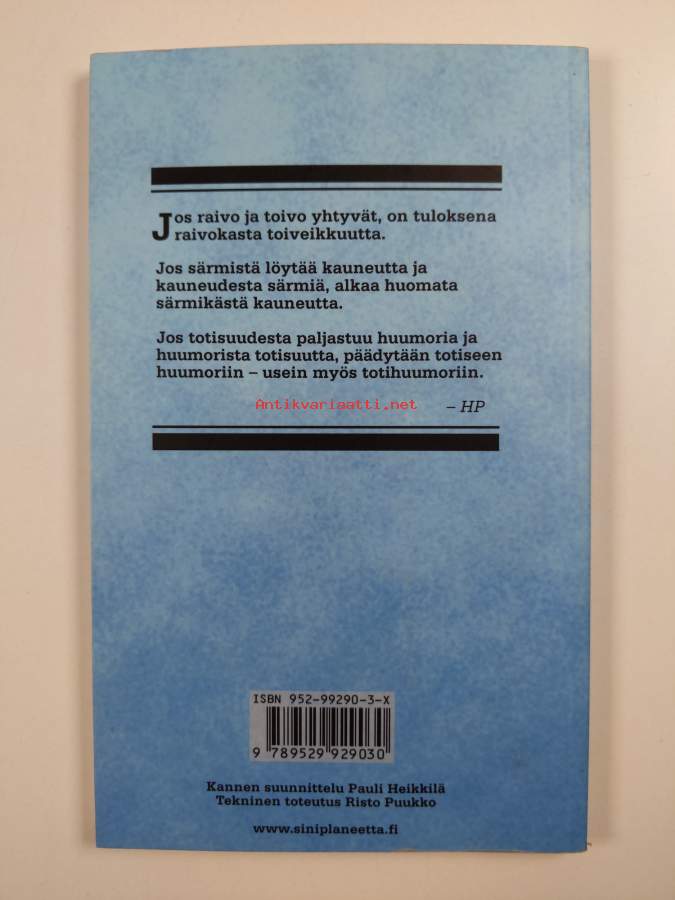 Jos raivo ja toivo yhtyvät, on tuloksena
raivokasta toiveikkuutta.
Jos särmistä löytää kauneutta ja
kauneudesta särmiä, alkaa huomata
särmikästä kauneutta.
Jos totisuudesta paljastuu huumoria ja
huumorista totisuutta, päädytään totiseen
huumoriin – usein myös totihuumoriin.
Antikvariaatti.net
– HP
ISBN 952-99290-3-X
9 789529 929030
Kannen suunnittelu Pauli Heikkilä
Tekninen toteutus Risto Puukko
www.siniplaneetta.fi